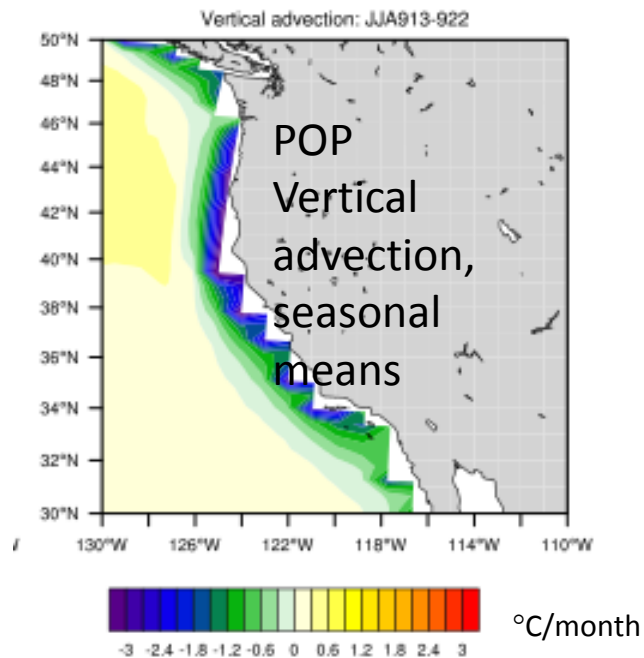 Vertical advection: JJA913-922
50°N
48°N
46°N
44°N
42°N
40°N
38°N
36°N
34°N
32°N
30°N
POP
Vertical
advection,
seasonal
means
130°W 126°W 122°W 118°W 114°W 110°W
-3 -2.4 -1.8 -1.2 -0.6 0 0.6 1.2 1.8 2.4 3
°C/month